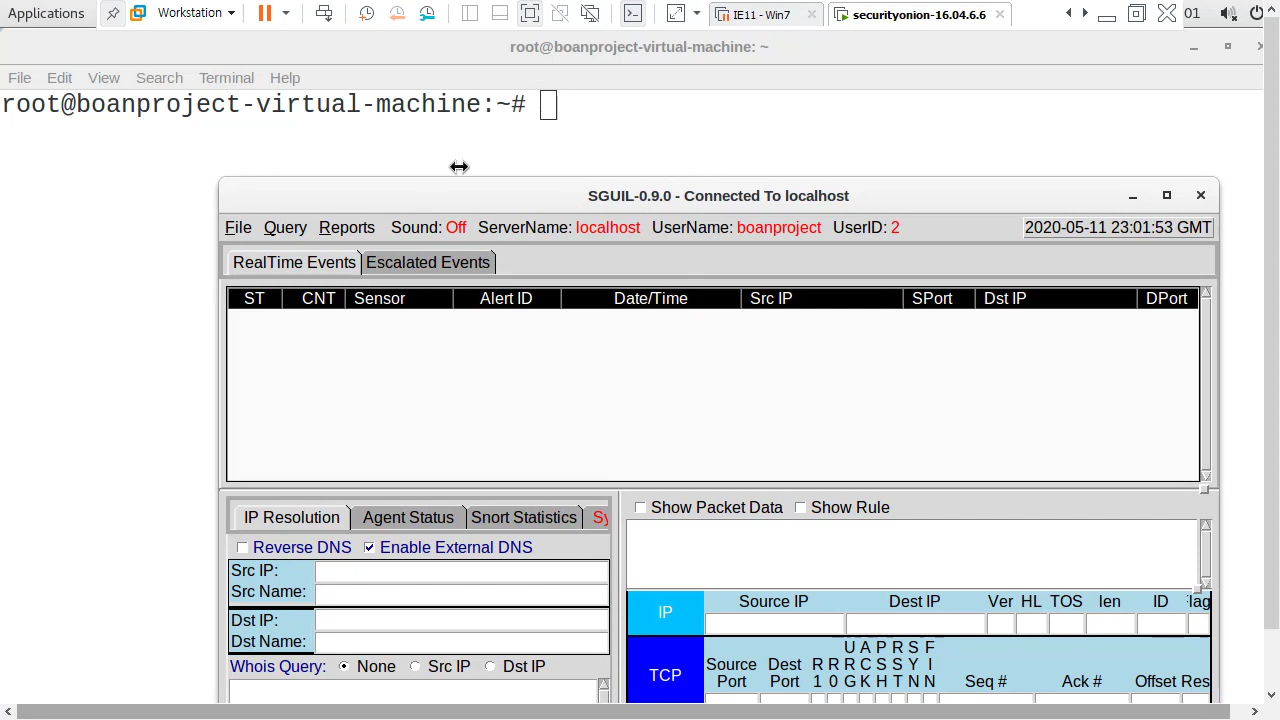 Applications Workstation IE11 - Win7 securityonion-16.04.6.6 01
root@boanproject-virtual-machine: ~
File Edit View Search Terminal Help
root@boanproject-virtual-machine:~#
SGUIL-0.9.0 - Connected To localhost
File Query Reports Sound: Off ServerName: localhost UserName: boanproject UserID: 2 2020-05-11 23:01:53 GMT
RealTime Events Escalated Events
ST CNT Sensor Alert ID Date/Time Src IP SPort Dst IP DPort
IP Resolution Agent Status Snort Statistics Sy
Show Packet Data Show Rule
Reverse DNS Enable External DNS
Src IP:
Src Name:
Dst IP:
Dst Name:
Whois Query: None Src IP Dst IP
IP Source IP Dest IP Ver HL TOS len ID lag
U A P R S F
Source Dest R R R C S S Y I
TCP Port Port 1 0 G K H T N N Seq # Ack # Offset Res